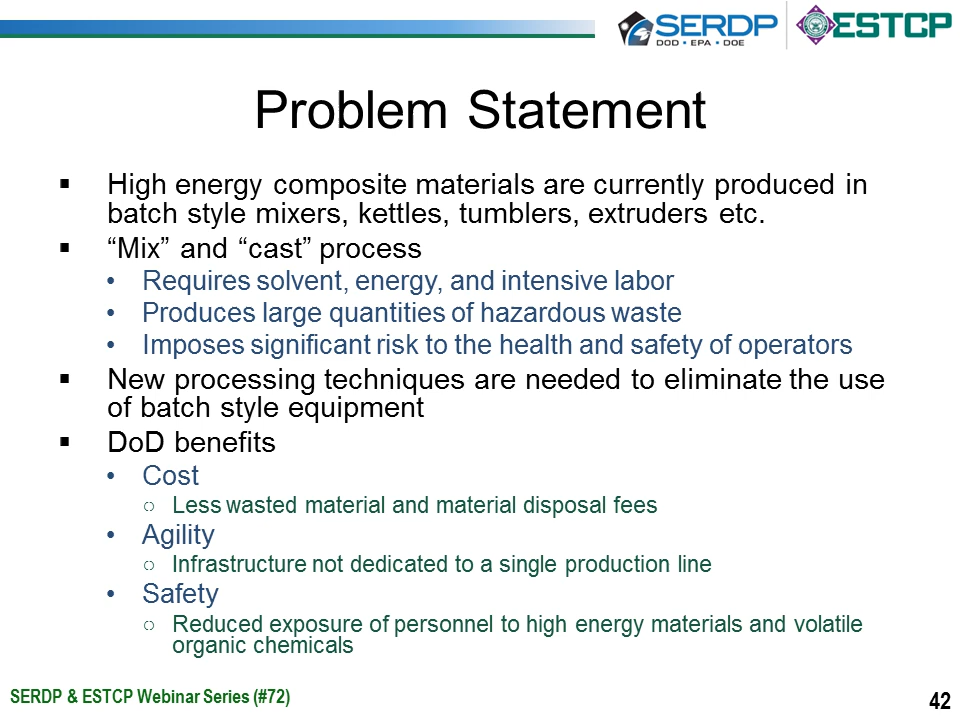 SERDP
DOD • EPA • DOE
ESTCP
Problem Statement
▪ High energy composite materials are currently produced in
batch style mixers, kettles, tumblers, extruders etc.
▪ “Mix” and “cast” process
• Requires solvent, energy, and intensive labor
• Produces large quantities of hazardous waste
• Imposes significant risk to the health and safety of operators
▪ New processing techniques are needed to eliminate the use
of batch style equipment
▪ DoD benefits
• Cost
○ Less wasted material and material disposal fees
• Agility
○ Infrastructure not dedicated to a single production line
• Safety
○ Reduced exposure of personnel to high energy materials and volatile
organic chemicals
SERDP & ESTCP Webinar Series (#72)
42